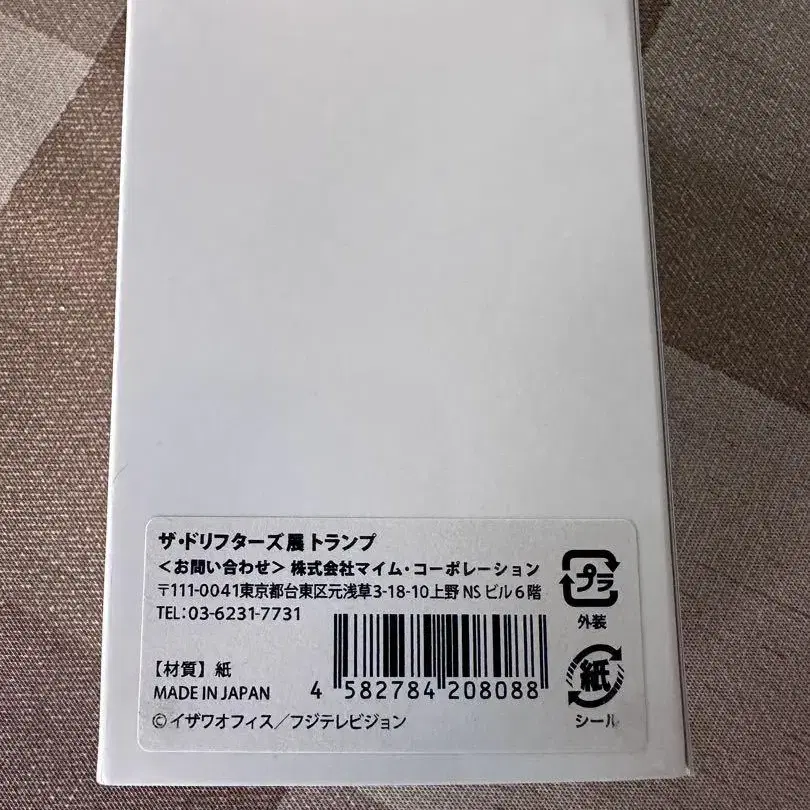 ザ・ドリフターズ展トランプ
＜お問い合わせ＞株式会社マイム・コーポレーション
〒111-0041東京都台東区元浅草3-18-10上野 NS ビル６階
TEL：03-6231-7731
プラ
外装
【材質】紙
MADE IN JAPAN
4 582784 208088
紙
シール
© イザワオフィス／フジテレビジョン